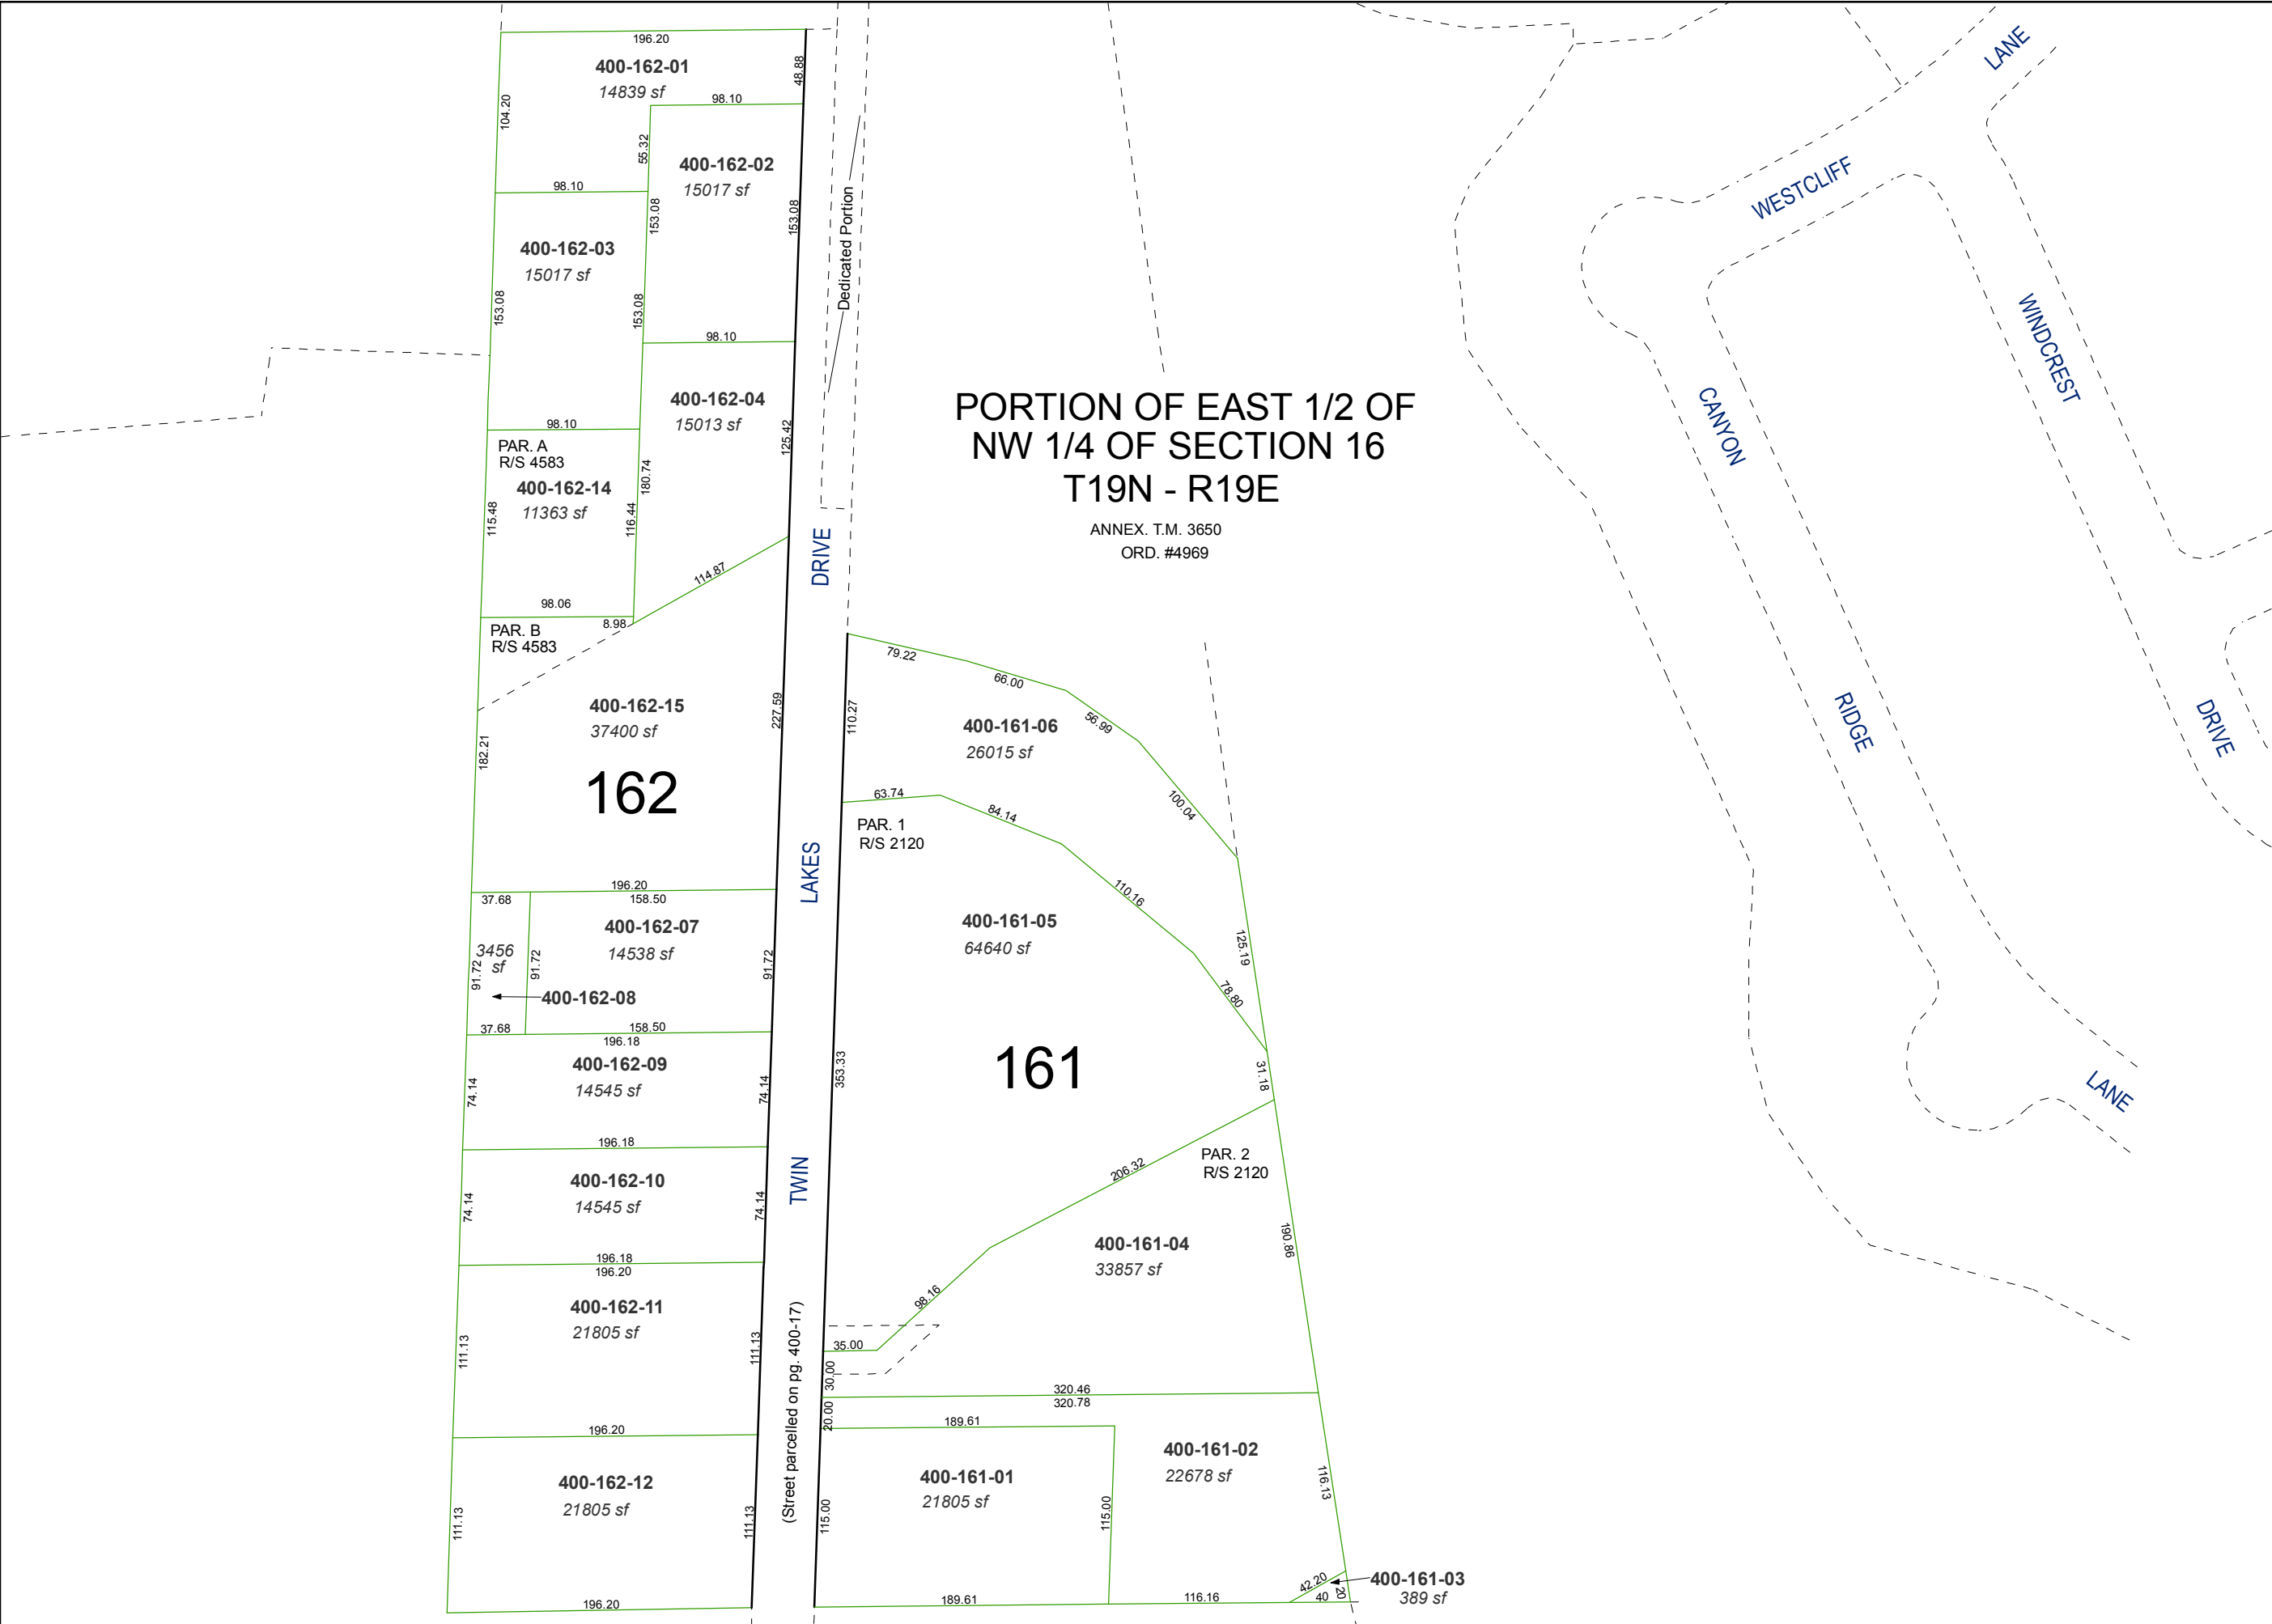 196.20
400-162-01
14839 sf
48.88
104.20
98.10
55.32
400-162-02
15017 sf
98.10
153.08
153.08
400-162-03
15017 sf
153.08
153.08
98.10
400-162-04
15013 sf
125.42
98.10
PAR. A
R/S 4583
400-162-14
11363 sf
115.48
180.74
116.44
114.87
98.06
8.98
PAR. B
R/S 4583
400-162-15
37400 sf
227.59
182.21
162
196.20
37.68
158.50
400-162-07
14538 sf
3456
sf
91.72
91.72
91.72
400-162-08
37.68
158.50
196.18
400-162-09
14545 sf
74.14
74.14
196.18
400-162-10
14545 sf
74.14
74.14
196.18
196.20
400-162-11
21805 sf
111.13
111.13
196.20
400-162-12
21805 sf
111.13
111.13
196.20
Dedicated Portion
DRIVE
LAKES
TWIN
(Street parcelled on pg. 400-17)
PORTION OF EAST 1/2 OF
NW 1/4 OF SECTION 16
T19N - R19E
ANNEX. T.M. 3650
ORD. #4969
79.22
66.00
56.99
110.27
400-161-06
26015 sf
100.04
63.74
84.14
PAR. 1
R/S 2120
110.16
400-161-05
64640 sf
125.19
78.80
353.33
161
31.18
206.32
PAR. 2
R/S 2120
190.86
400-161-04
33857 sf
98.16
35.00
30.00
320.46
320.78
20.00
189.61
400-161-02
22678 sf
400-161-01
21805 sf
116.13
115.00
115.00
42.20
20
400-161-03
389 sf
189.61
116.16
40
LANE
WESTCLIFF
WINDCREST
DRIVE
CANYON
RIDGE
LANE